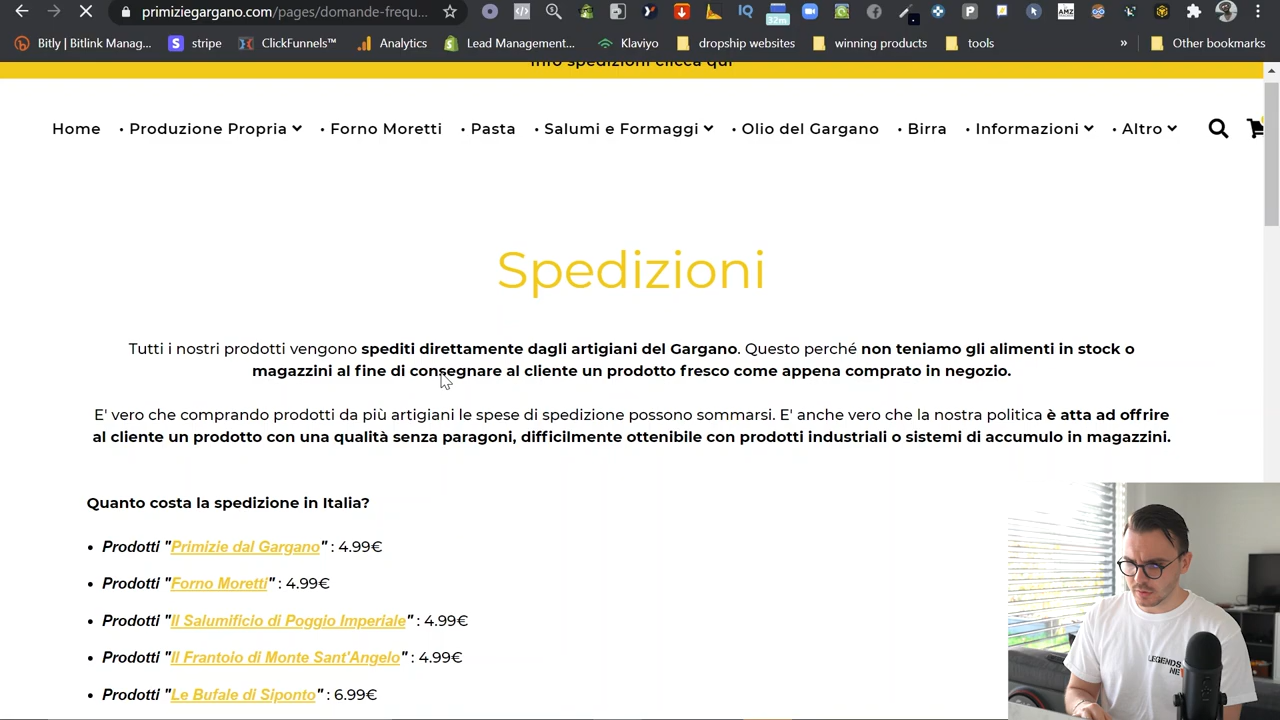 primiziegargano.com/pages/domande-frequ...
32m
Bitly | Bitlink Manag... stripe ClickFunnels™ Analytics Lead Management... Klaviyo dropship websites winning products tools » Other bookmarks
Info spedizioni clicca qui
Home • Produzione Propria • Forno Moretti • Pasta • Salumi e Formaggi • Olio del Gargano • Birra • Informazioni • Altro
Spedizioni
Tutti i nostri prodotti vengono spediti direttamente dagli artigiani del Gargano. Questo perché non teniamo gli alimenti in stock o
magazzini al fine di consegnare al cliente un prodotto fresco come appena comprato in negozio.
E' vero che comprando prodotti da più artigiani le spese di spedizione possono sommarsi. E' anche vero che la nostra politica è atta ad offrire
al cliente un prodotto con una qualità senza paragoni, difficilmente ottenibile con prodotti industriali o sistemi di accumulo in magazzini.
Quanto costa la spedizione in Italia?
• Prodotti "Primizie dal Gargano" : 4.99€
• Prodotti "Forno Moretti" : 4.99€
• Prodotti "Il Salumificio di Poggio Imperiale" : 4.99€
• Prodotti "Il Frantoio di Monte Sant'Angelo" : 4.99€
• Prodotti "Le Bufale di Siponto" : 6.99€
LEGENDS
NE